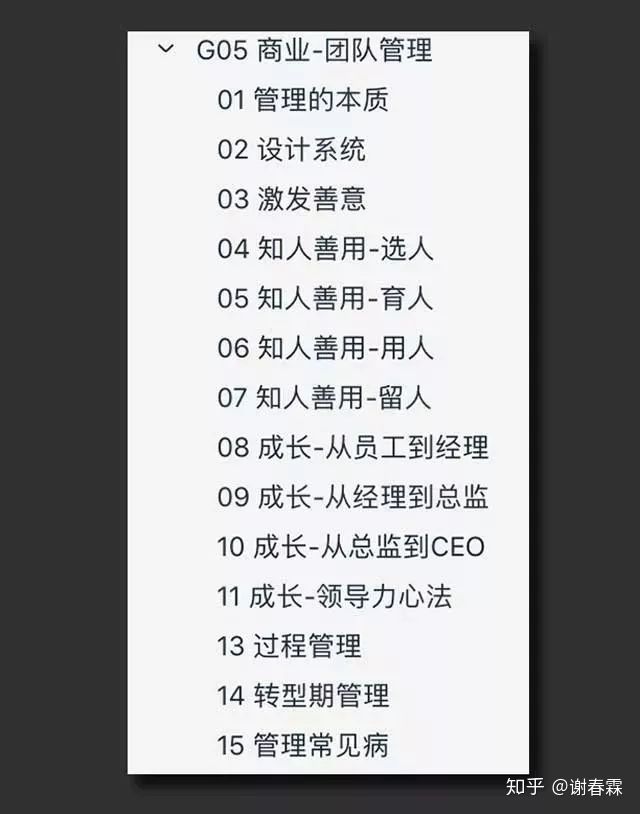 G05 商业-团队管理
01 管理的本质
02 设计系统
03 激发善意
04 知人善用-选人
05 知人善用-育人
06 知人善用-用人
07 知人善用-留人
08 成长-从员工到经理
09 成长-从经理到总监
10 成长-从总监到CEO
11 成长-领导力心法
13 过程管理
14 转型期管理
15 管理常见病
知乎 @谢春霖